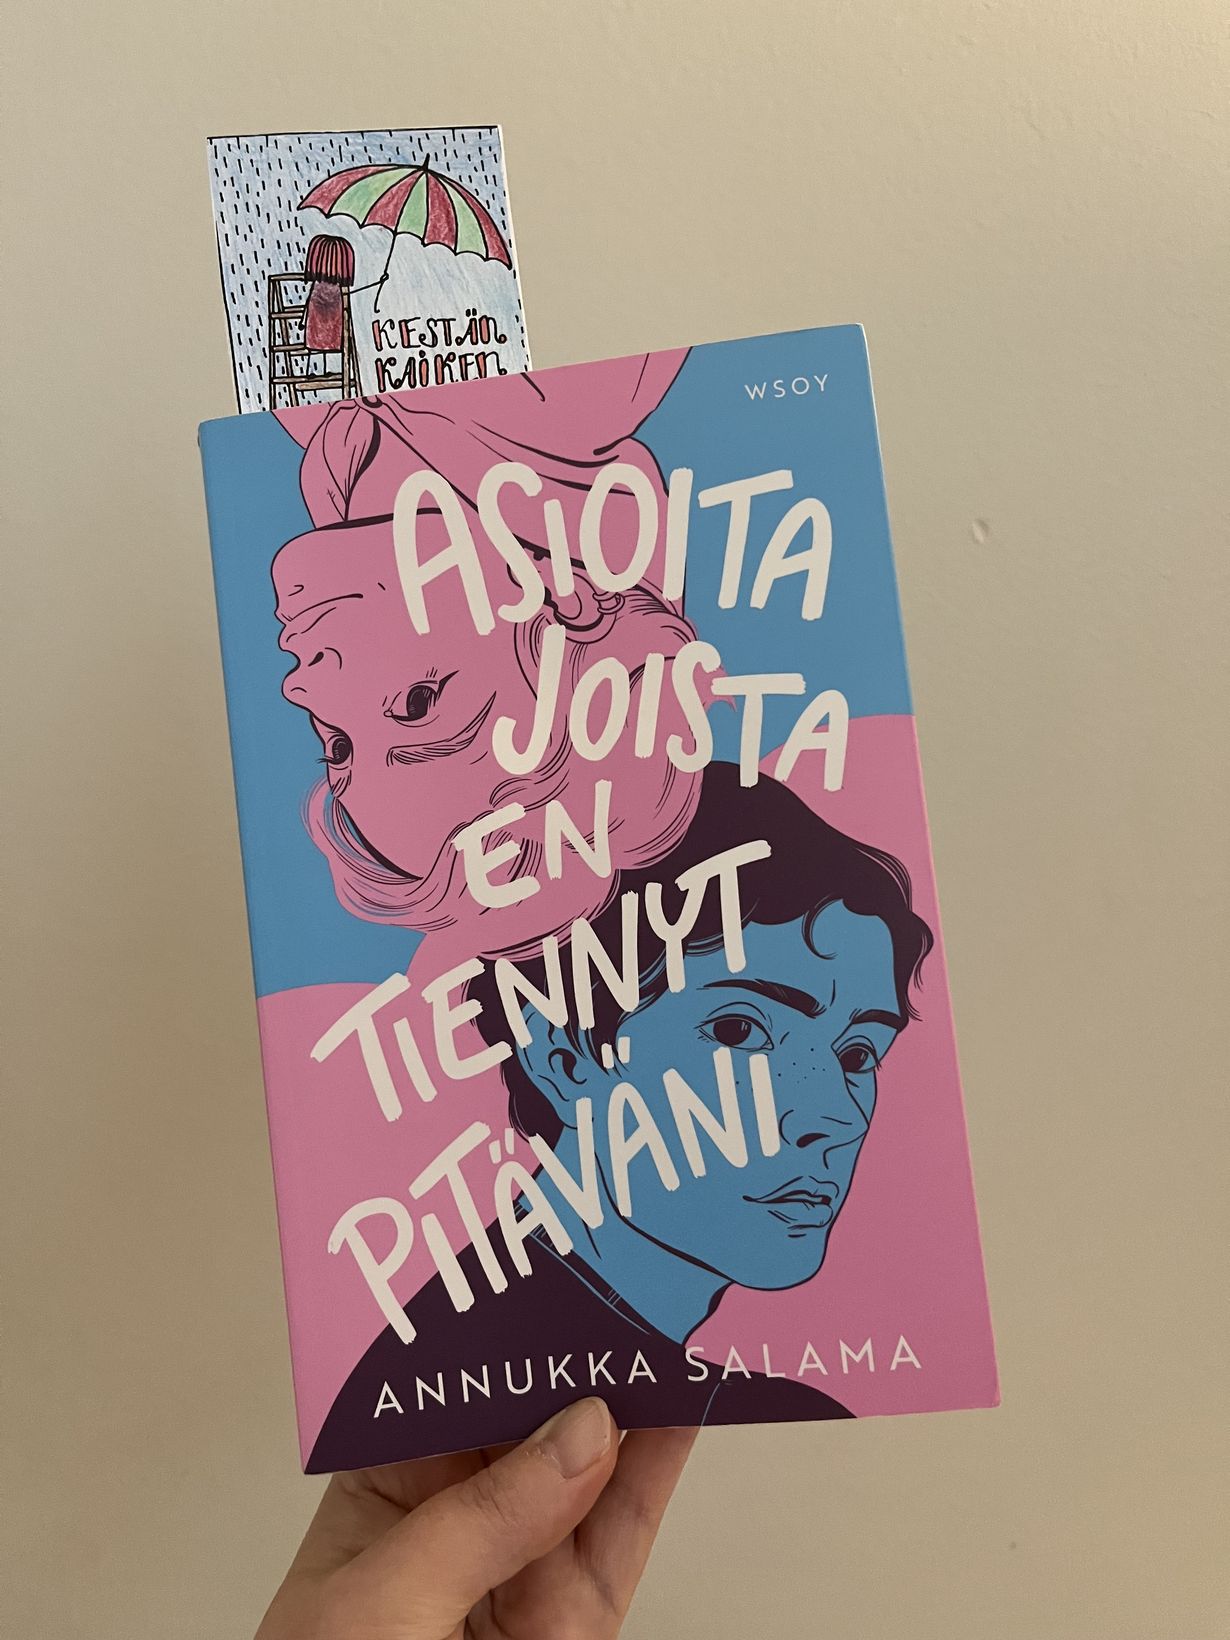 KESTÄN
KAIKEN
WSOY
ASIOITA
JOISTA
EN
TIENNYT
PITÄVÄNI
ANNUKKA SALAMA